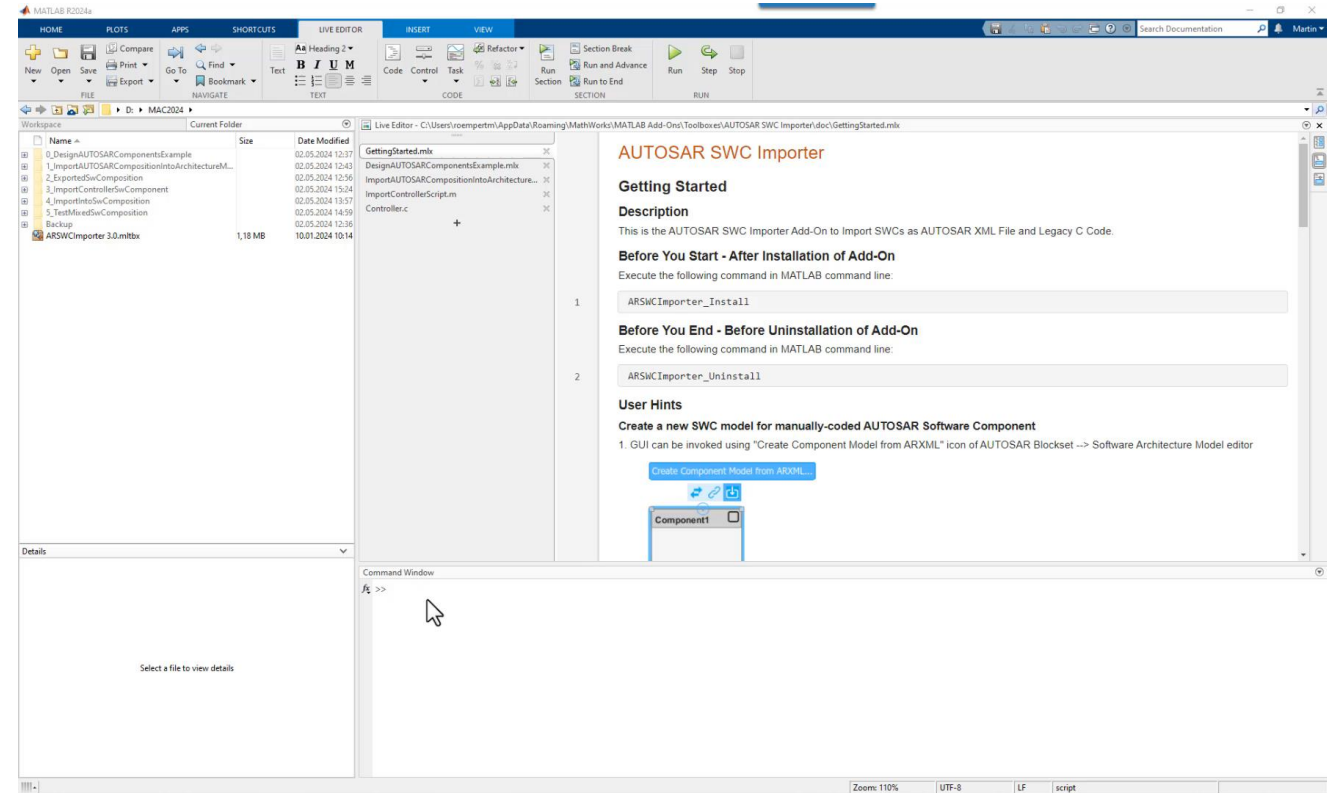 MATLAB R2024a
HOME PLOTS APPS SHORTCUTS LIVE EDITOR INSERT VIEW Search Documentation Martin
New Open Save Compare Print Export Go To Find Bookmark Text Aa Heading 2 B I U M Code Control Task Refactor Run Section Section Break Run and Advance Run to End Run Step Stop
FILE NAVIGATE TEXT CODE SECTION RUN
D: MAC2024
Workspace Current Folder
Name Size Date Modified
0_DesignAUTOSARComponentsExample 02.05.2024 12:37
1_ImportAUTOSARCompositionIntoArchitectureM... 02.05.2024 12:43
2_ExportedSwComposition 02.05.2024 12:56
3_ImportControllerSwComponent 02.05.2024 15:24
4_ImportIntoSwComposition 02.05.2024 13:57
5_TestMixedSwComposition 02.05.2024 14:59
Backup 02.05.2024 12:36
ARSWCImporter 3.0.mltbx 1,18 MB 10.01.2024 10:14
Details
Select a file to view details
Live Editor - C:\Users\roempertm\AppData\Roaming\MathWorks\MATLAB Add-Ons\Toolboxes\AUTOSAR SWC Importer\doc\GettingStarted.mlx
GettingStarted.mlx
DesignAUTOSARComponentsExample.mlx
ImportAUTOSARCompositionIntoArchitecture...
ImportControllerScript.m
Controller.c
+
AUTOSAR SWC Importer
Getting Started
Description
This is the AUTOSAR SWC Importer Add-On to Import SWCs as AUTOSAR XML File and Legacy C Code.
Before You Start - After Installation of Add-On
Execute the following command in MATLAB command line:
1 ARSWCImporter_Install
Before You End - Before Uninstallation of Add-On
Execute the following command in MATLAB command line:
2 ARSWCImporter_Uninstall
User Hints
Create a new SWC model for manually-coded AUTOSAR Software Component
1. GUI can be invoked using "Create Component Model from ARXML" icon of AUTOSAR Blockset --> Software Architecture Model editor
Create Component Model from ARXML...
Component1
Command Window
fx >>
Zoom: 110% UTF-8 LF script